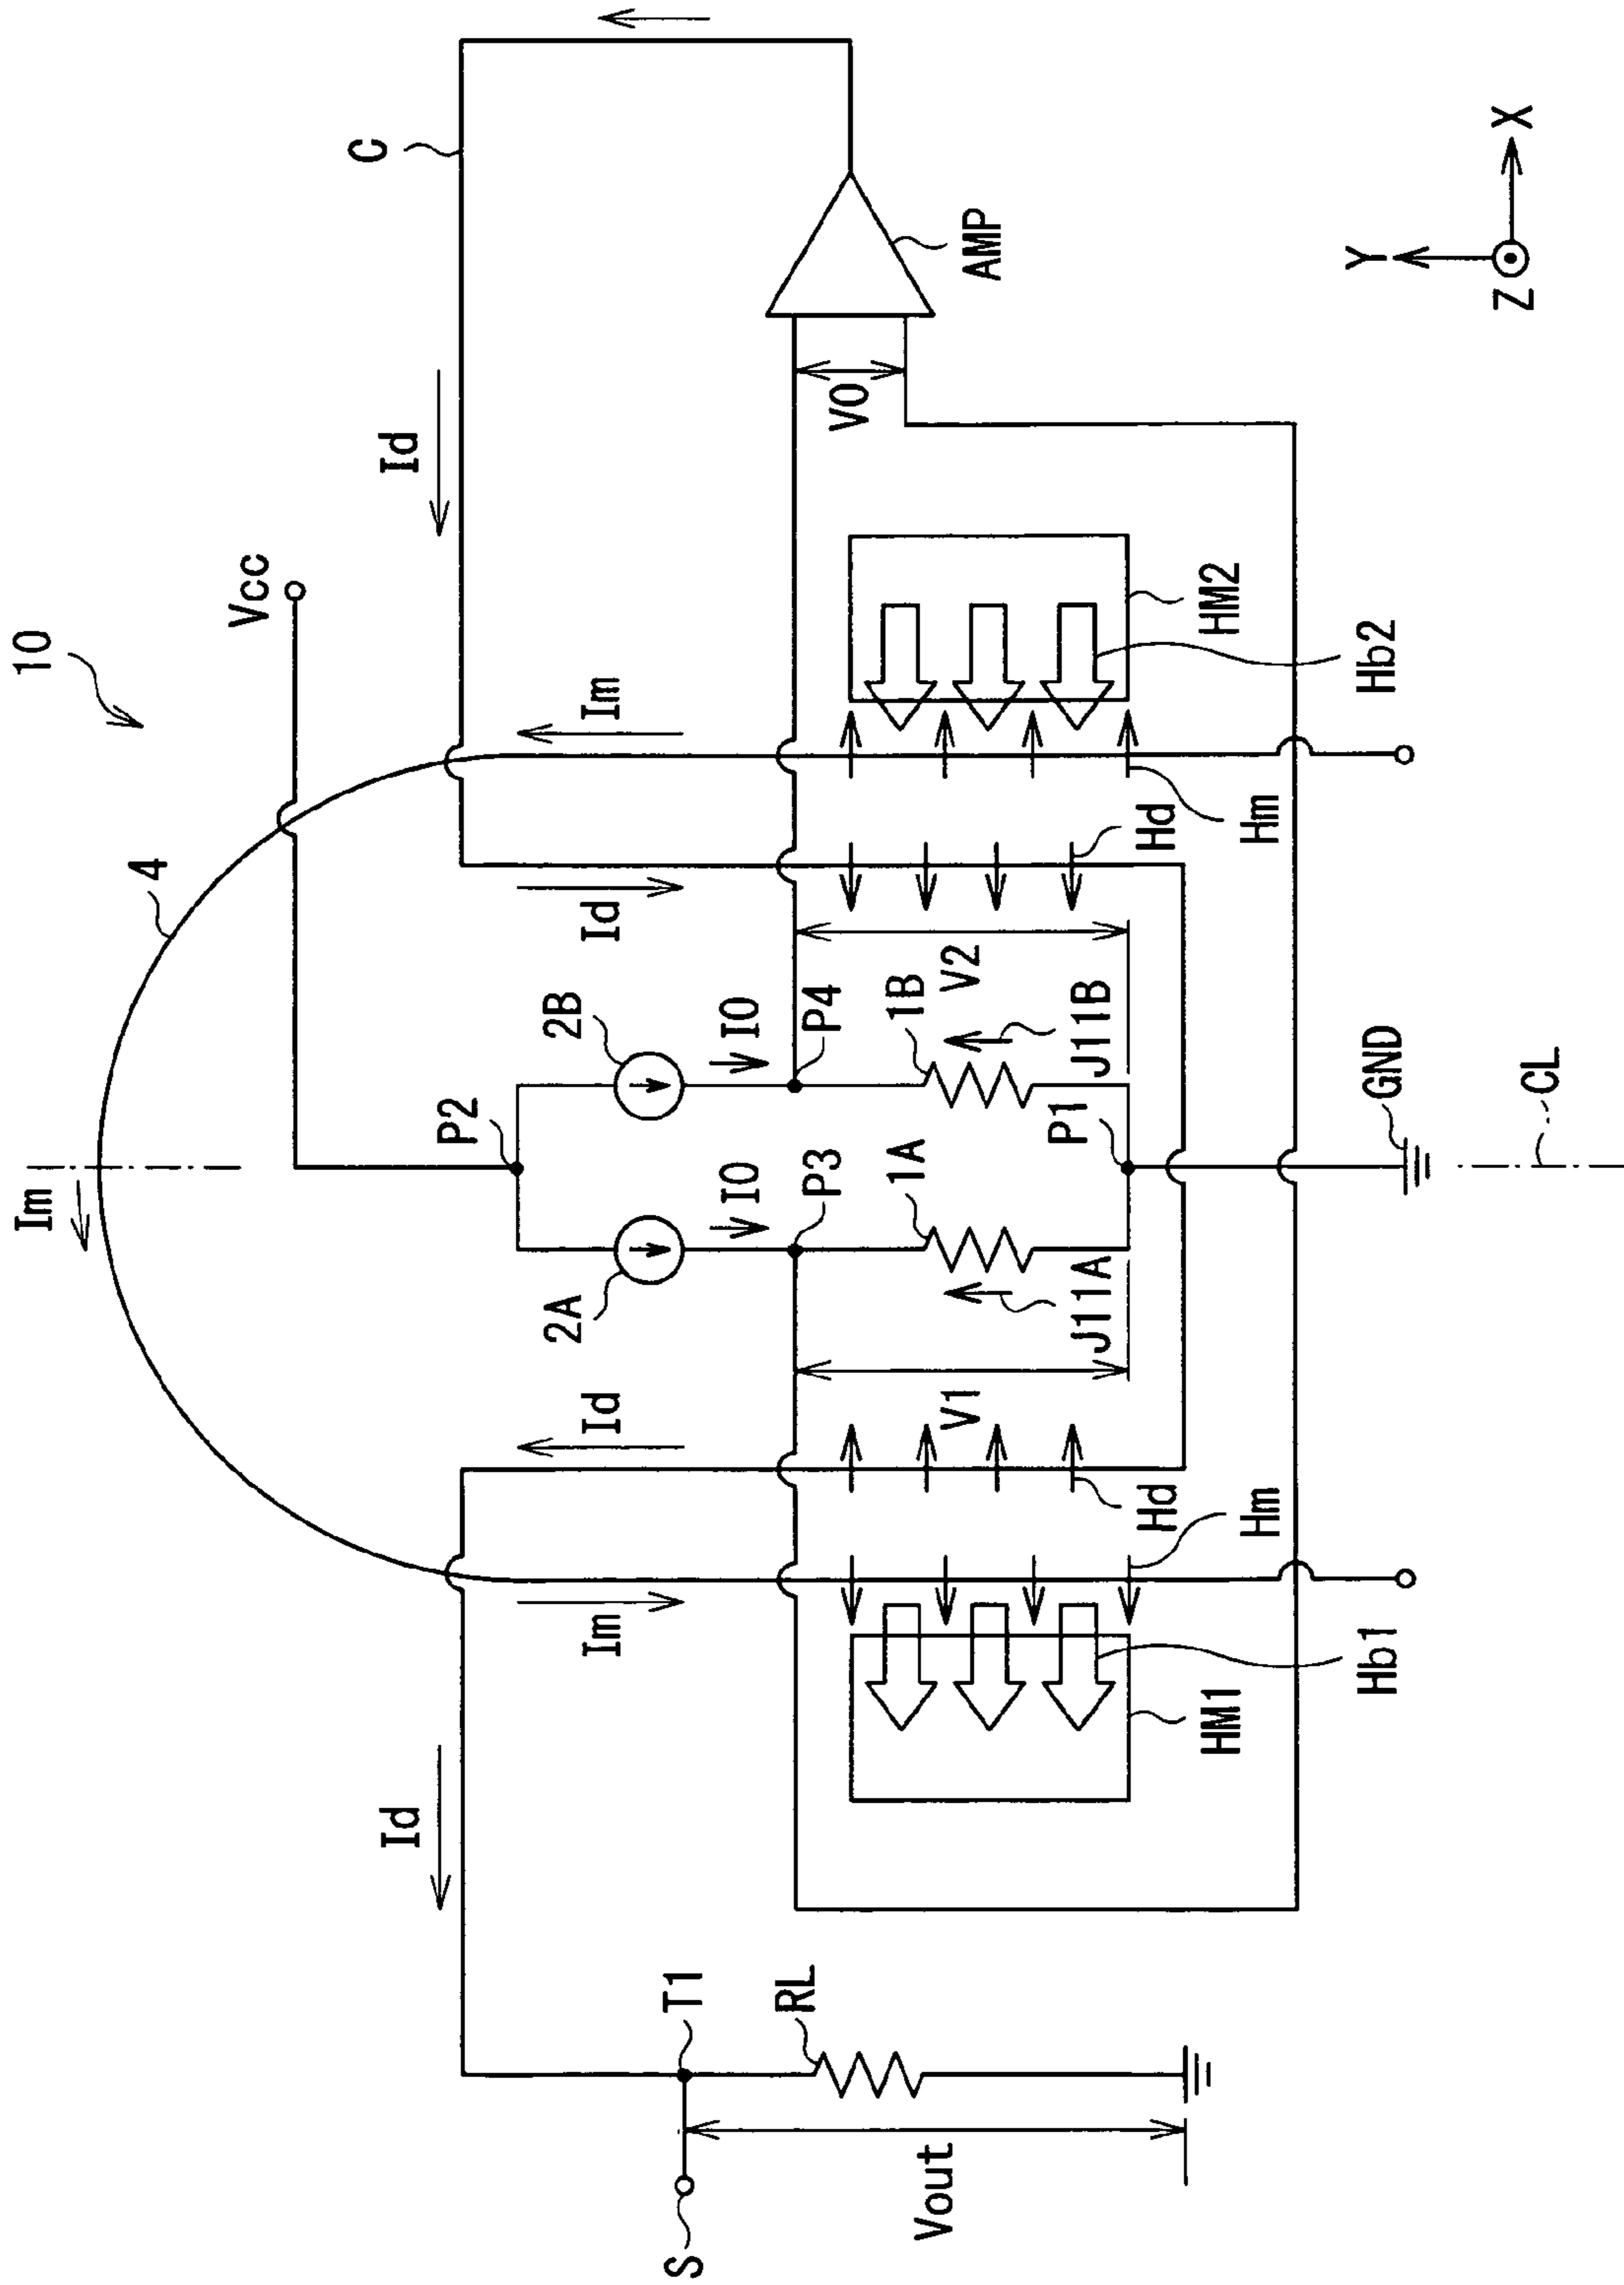 10
Im
4
Vcc
C
Id
Id
P2
2A
2B
Im
Id
Id
Im
I0
I0
S
T1
RL
P3
P4
V0
AMP
1A
1B
Vout
V1
V2
J11A
J11B
P1
Hd
Hd
HM1
Hm
Hm
HM2
Hb1
GND
Hb2
CL
Y
Z
X